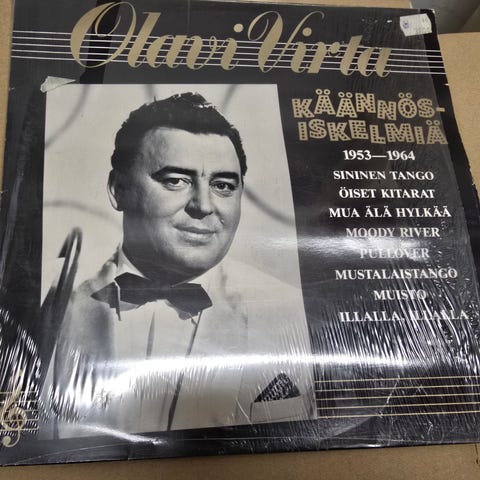 Olavi Virta
KÄÄNNÖS-
ISKELMIÄ
1953—1964
SININEN TANGO
ÖISET KITARAT
MUA ÄLÄ HYLKÄÄ
MOODY RIVER
PULLOVER
MUSTALAISTANGO
MUISTO
ILLALLA, ILLALLA